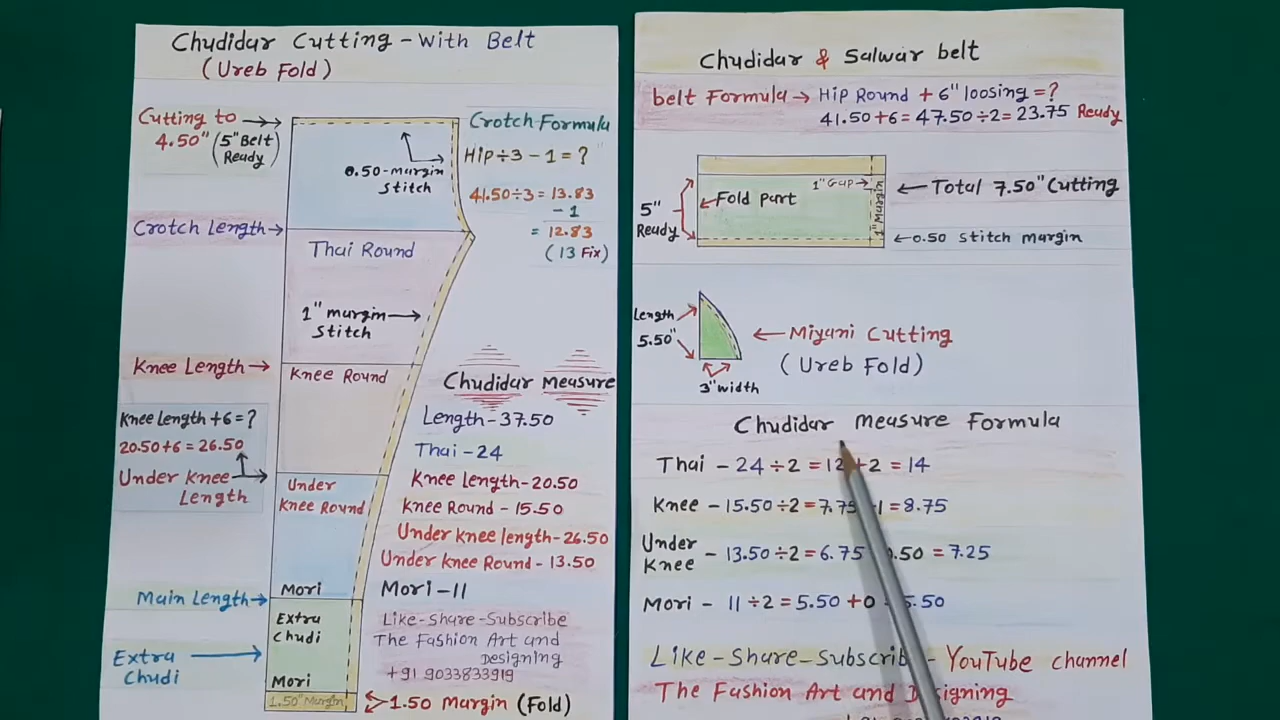 Chudidar Cutting - With Belt
(Ureb Fold)
Cutting to
4.50" (5" Belt Ready)
0.50 - margin
stitch
Crotch Formula
Hip÷3 - 1 = ?
41.50÷3 = 13.83
- 1
= 12.83
(13 Fix)
Crotch Length
Thai Round
1" margin
Stitch
Knee Length
Knee Round
Knee length +6 = ?
20.50+6 = 26.50
Under Knee
Length
Under
Knee Round
Main Length
Mori
Extra
Chudi
Extra
Chudi
Mori
1.50" Margin
1.50 Margin (Fold)
Chudidar Measure
Length-37.50
Thai-24
Knee Length-20.50
Knee Round - 15.50
Under knee length-26.50
Under knee Round - 13.50
Mori-11
Like-Share-Subscribe
The Fashion Art and
Designing
+91 9033833919
Chudidar & Salwar belt
belt Formula → Hip Round + 6" loosing = ?
41.50+6 = 47.50÷2 = 23.75 Ready
5"
Ready
Fold part
1" Gap
1" Margin
Total 7.50" Cutting
0.50 Stitch margin
Length
5.50"
3" width
Miyani Cutting
(Ureb Fold)
Chudidar Measure Formula
Thai - 24 ÷2 = 12 +2 = 14
Knee - 15.50 ÷2 = 7.75 +1 = 8.75
Under
Knee - 13.50 ÷2 = 6.75 0.50 = 7.25
Mori - 11 ÷2 = 5.50 +0 = 5.50
Like-Share-Subscribe - YouTube channel
The Fashion Art and Designing